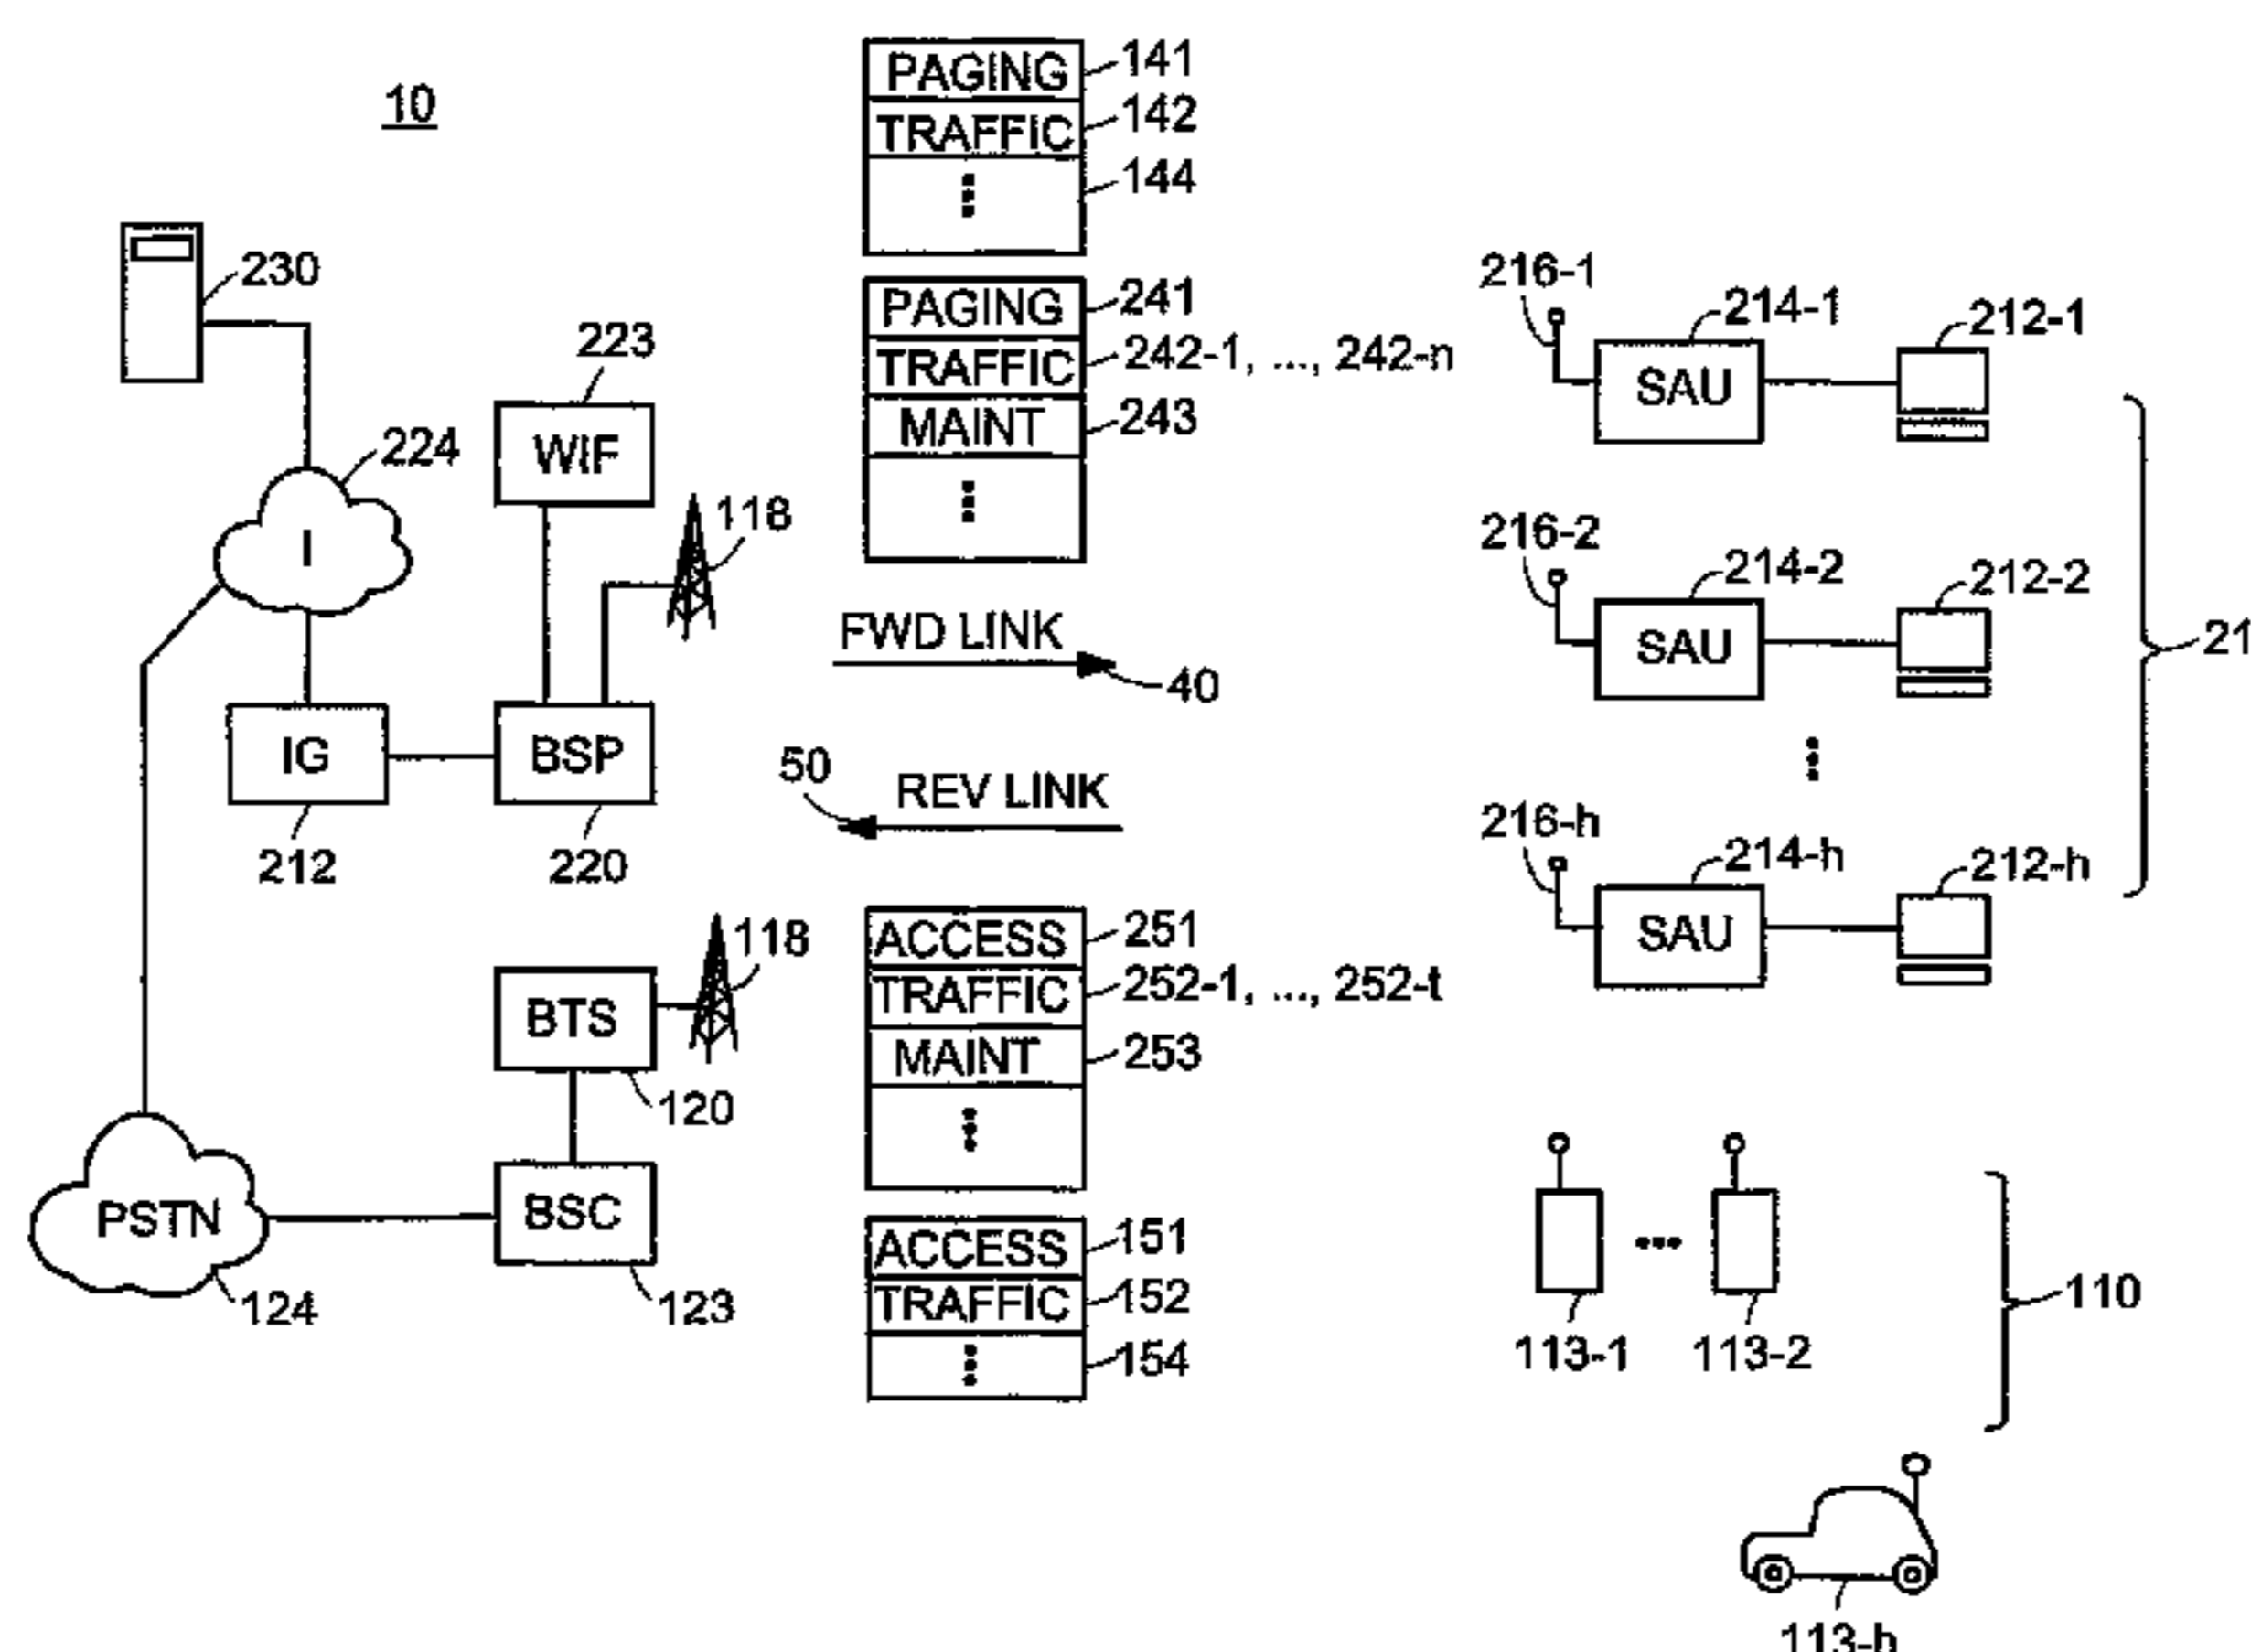 10
PAGING 141
TRAFFIC 142
144
230
PAGING 241
TRAFFIC 242-1, ..., 242-n
MAINT 243
223
WIF
224
I
118
FWD LINK
40
IG
BSP
212
220
50
REV LINK
216-1
214-1
212-1
SAU
216-2
214-2
212-2
SAU
21
216-h
214-h
212-h
SAU
118
BTS
120
ACCESS 251
TRAFFIC 252-1, ..., 252-t
MAINT 253
PSTN
BSC
124
123
ACCESS 151
TRAFFIC 152
154
113-1
113-2
110
113-h